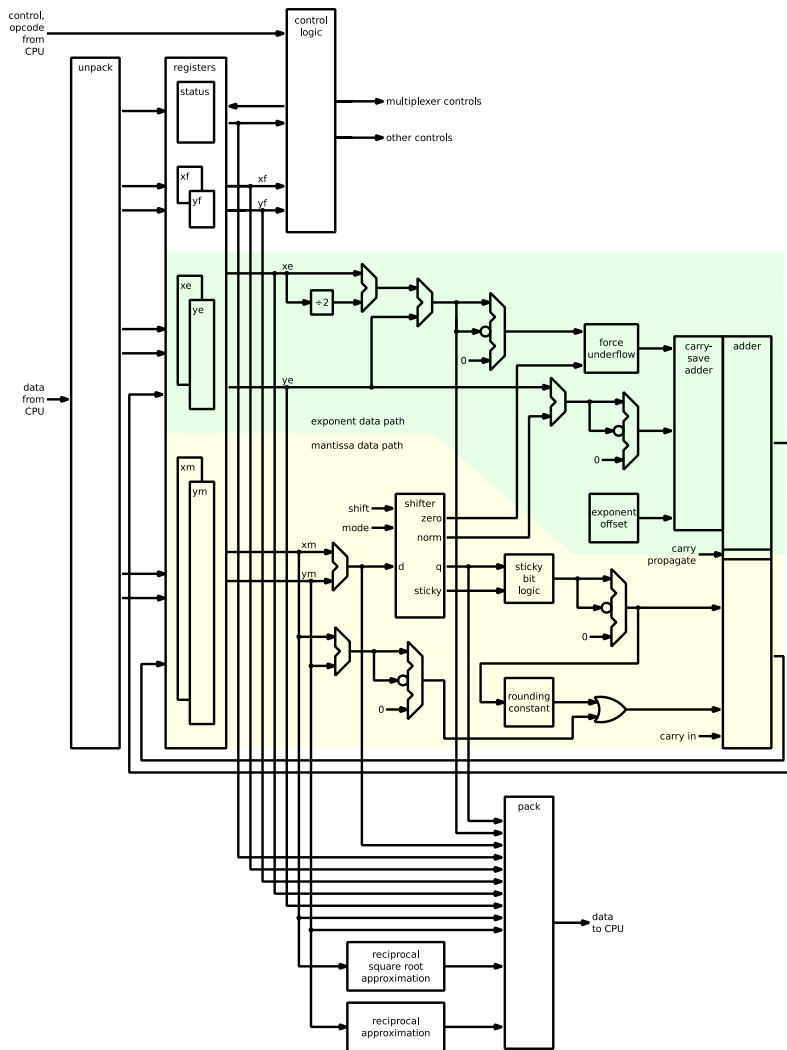 control,
opcode
from
CPU
control
logic
unpack
registers
status
multiplexer controls
other controls
xf
yf
xf
yf
xe
xe
ye
÷2
force
underflow
carry-
save
adder
adder
0
ye
data
from
CPU
exponent data path
mantissa data path
0
xm
ym
shift
mode
shifter
zero
norm
d
q
sticky
exponent
offset
carry
propagate
xm
ym
sticky
bit
logic
0
rounding
constant
0
carry in
pack
data
to CPU
reciprocal
square root
approximation
reciprocal
approximation